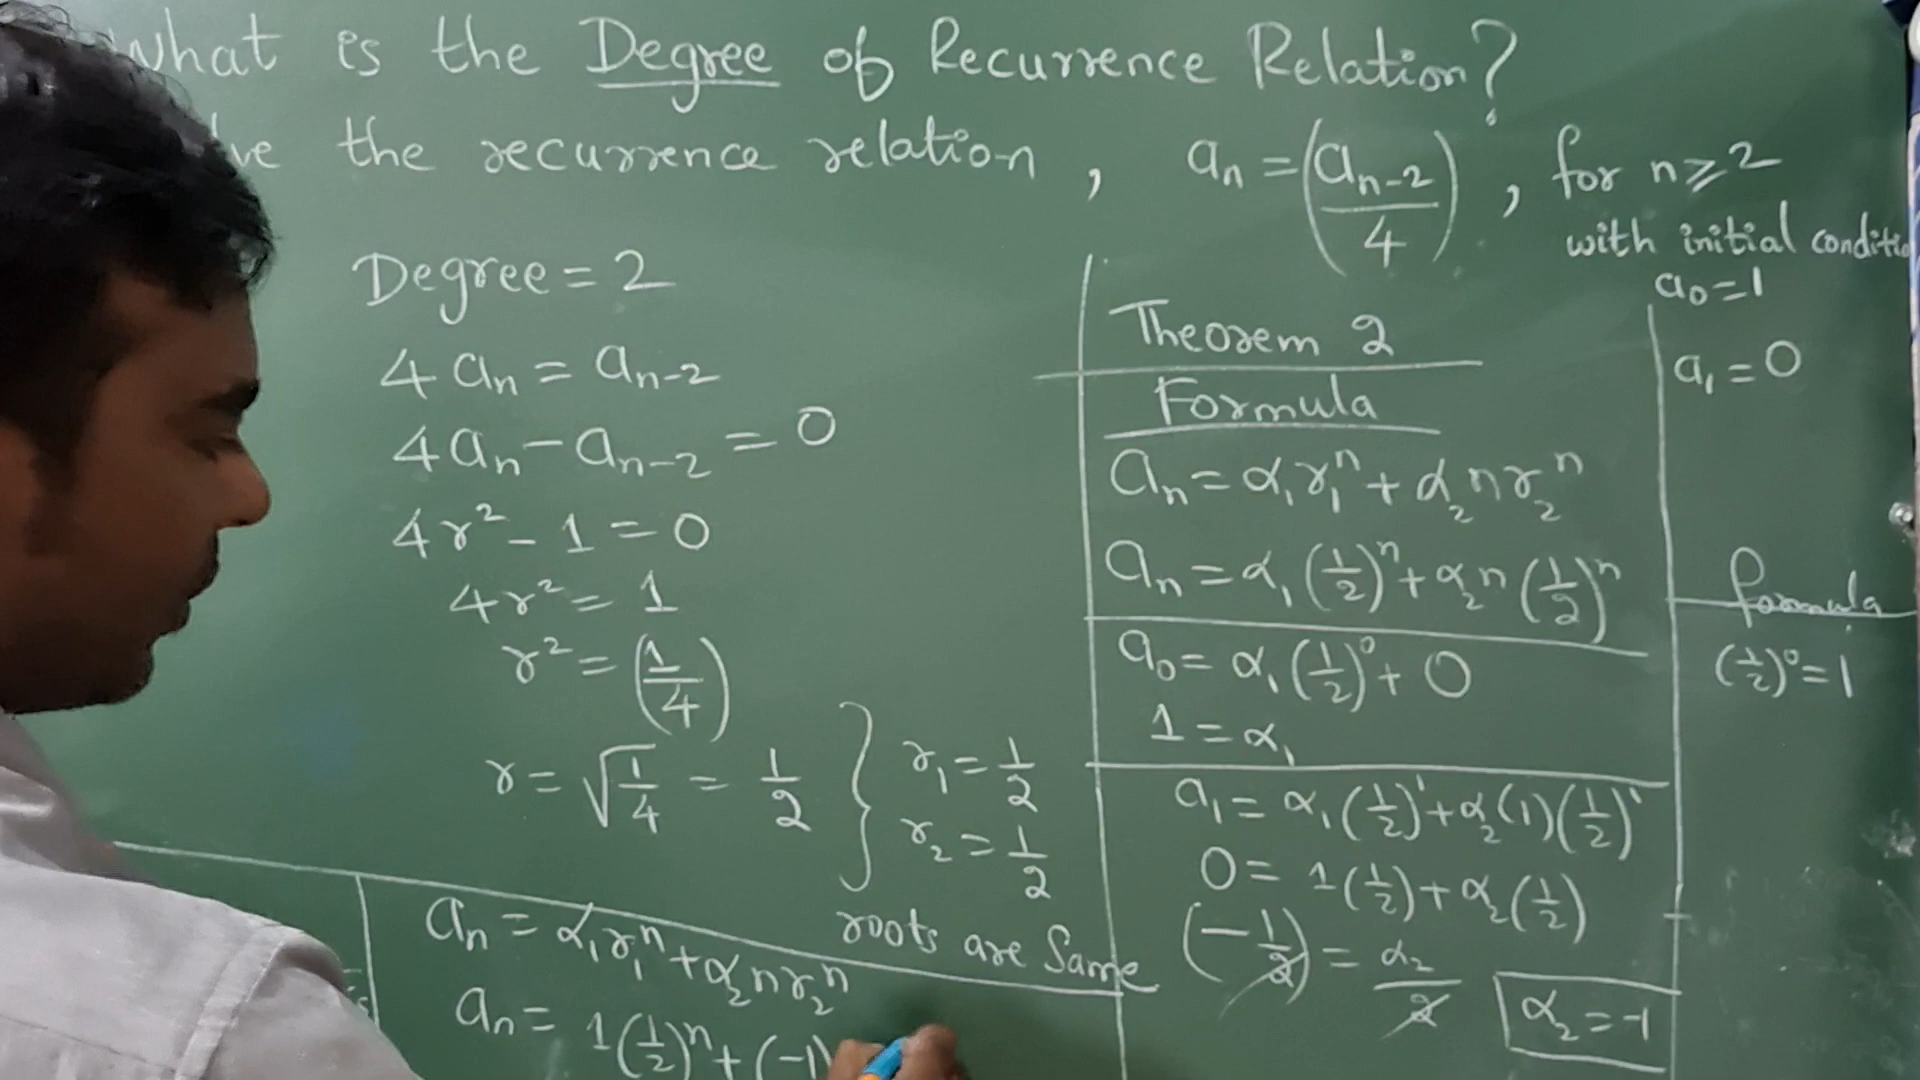 What is the Degree of Recurrence Relation?
the recurrence relation, aₙ = (aₙ₋₂/4), for n ≥ 2
with initial
a₀ = 1
a₁ = 0
Degree = 2
4aₙ = aₙ₋₂
4aₙ - aₙ₋₂ = 0
4r² - 1 = 0
4r² = 1
r² = (1/4)
r = √(1/4) = 1/2 } r₁ = 1/2
r₂ = 1/2
roots are Same
Theorem 2
Formula
aₙ = α₁r₁ⁿ + α₂nr₂ⁿ
aₙ = α₁(1/2)ⁿ + α₂n(1/2)ⁿ
a₀ = α₁(1/2)⁰ + 0
1 = α₁
a₁ = α₁(1/2)¹ + α₂(1)(1/2)¹
0 = 1(1/2) + α₂(1/2)
(-1/2) = α₂/2
α₂ = -1
formula
(1/2)⁰ = 1
aₙ = α₁r₁ⁿ + α₂nr₂ⁿ
aₙ = 1(1/2)ⁿ + (-1)